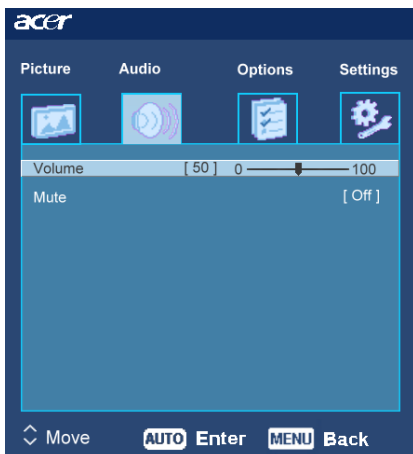 acer
Picture Audio Options Settings
Volume [ 50 ] 0 100
Mute [ Off ]
Move AUTO Enter MENU Back